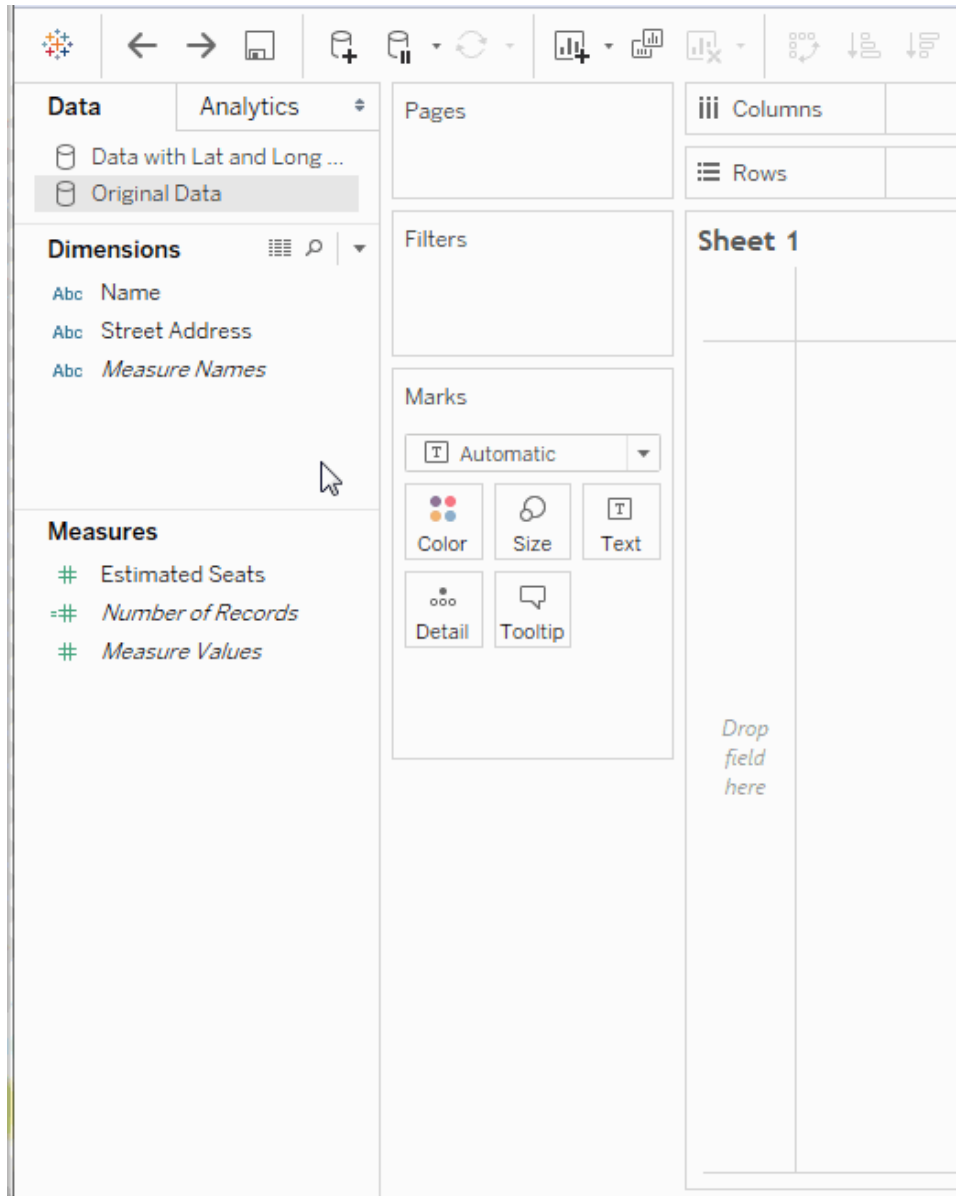 Data
Analytics
Data with Lat and Long ...
Original Data
Dimensions
Abc Name
Abc Street Address
Abc Measure Names
Measures
Estimated Seats
Number of Records
Measure Values
Pages
Filters
Marks
T Automatic
Color
Size
T
Text
Detail
Tooltip
Columns
Rows
Sheet 1
Drop
field
here